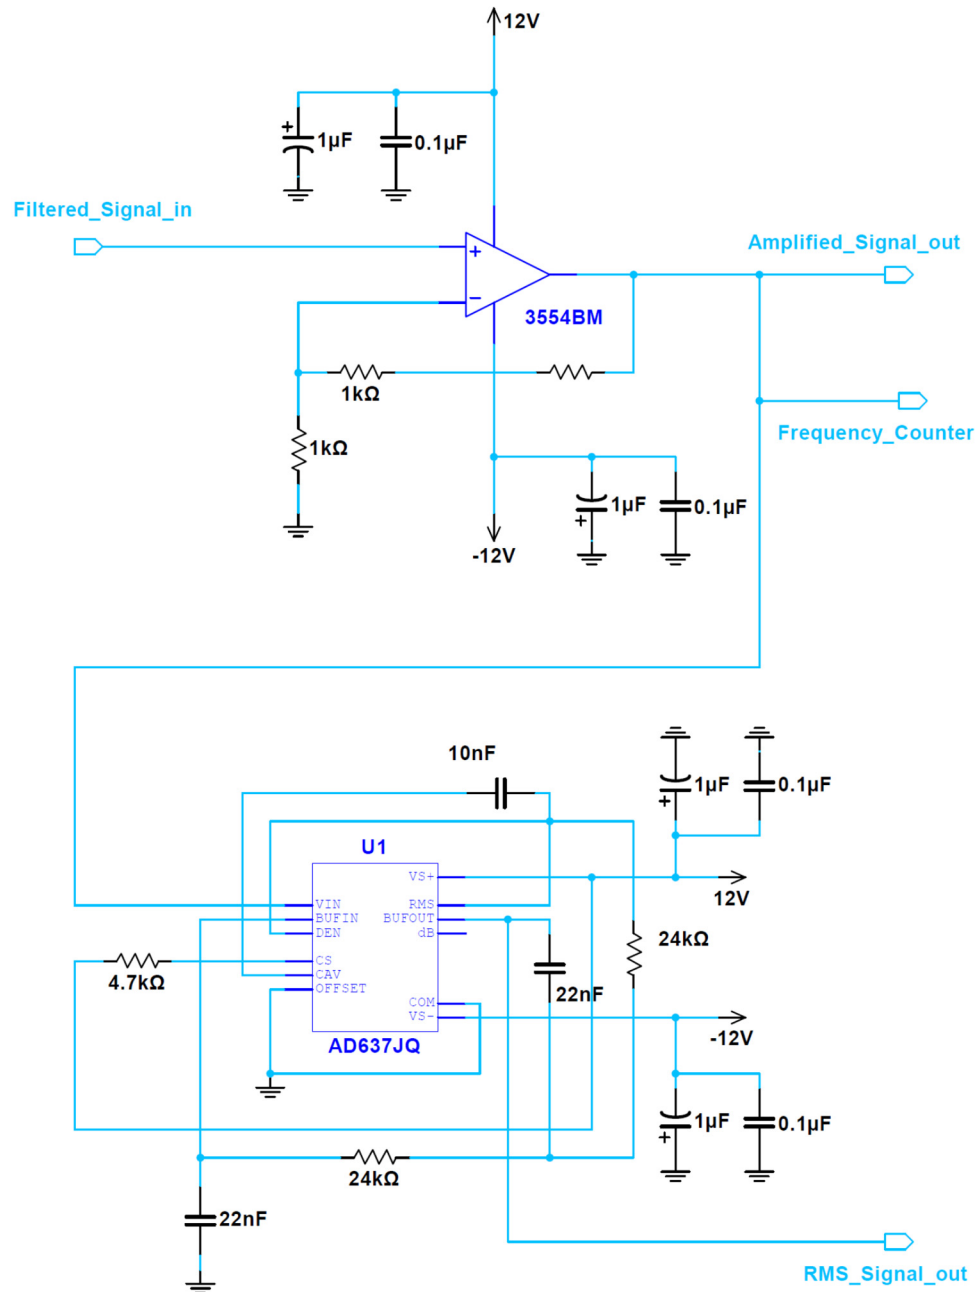 12V
+
1µF
0.1µF
Filtered_Signal_in
Amplified_Signal_out
+
−
3554BM
1kΩ
Frequency_Counter
1kΩ
1µF
0.1µF
+
-12V
10nF
1µF
0.1µF
+
U1
VS+
12V
VIN
RMS
BUFIN
BUFOUT
DEN
dB
24kΩ
CS
4.7kΩ
CAV
OFFSET
22nF
COM
VS-
-12V
AD637JQ
1µF
0.1µF
+
24kΩ
22nF
RMS_Signal_out